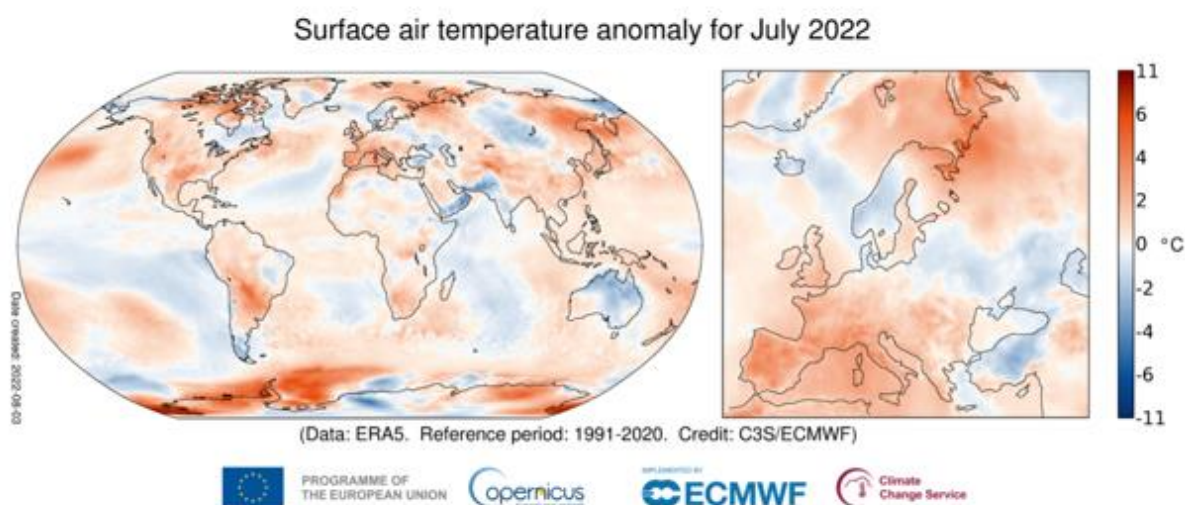 Surface air temperature anomaly for July 2022
11
6
4
2
0
-2
-4
-6
-11
°C
Date created: 2022-08-03
(Data: ERA5. Reference period: 1991-2020. Credit: C3S/ECMWF)
PROGRAMME OF
THE EUROPEAN UNION
opernicus
IMPLEMENTED BY
ECMWF
Climate
Change Service